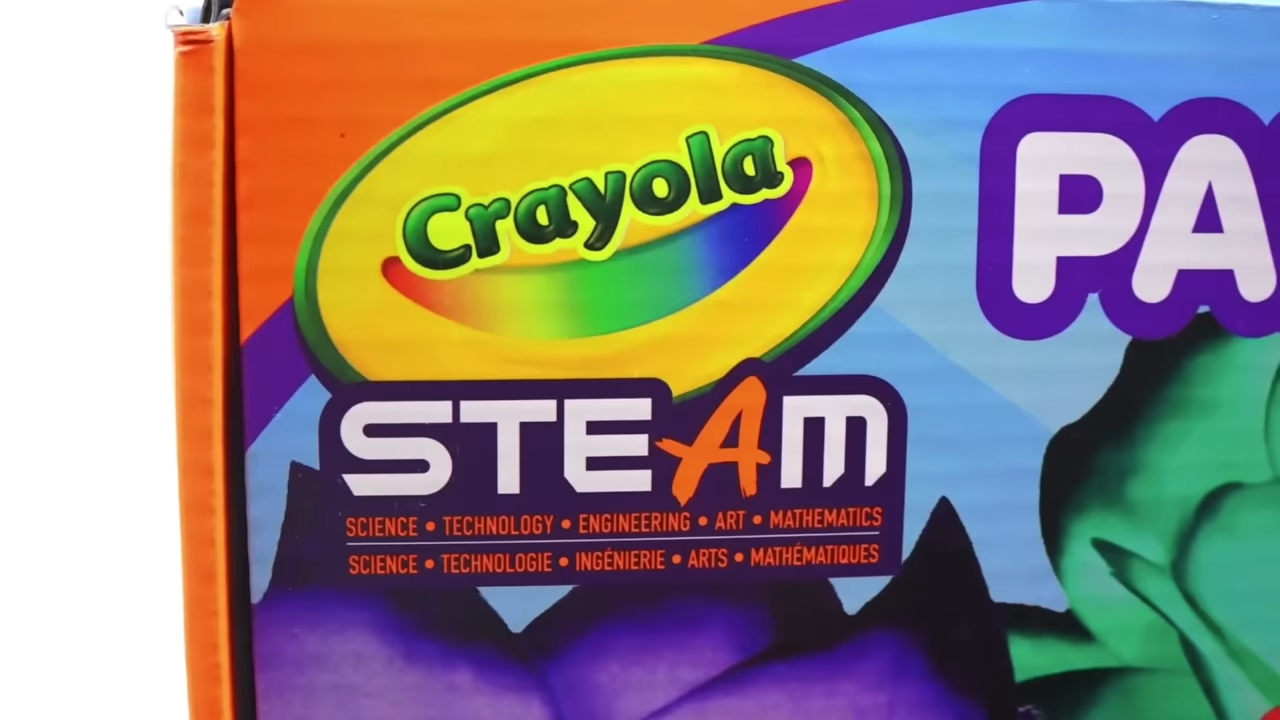 Crayola
PA
STEAM
SCIENCE • TECHNOLOGY • ENGINEERING • ART • MATHEMATICS
SCIENCE • TECHNOLOGIE • INGÉNIERIE • ARTS • MATHÉMATIQUES